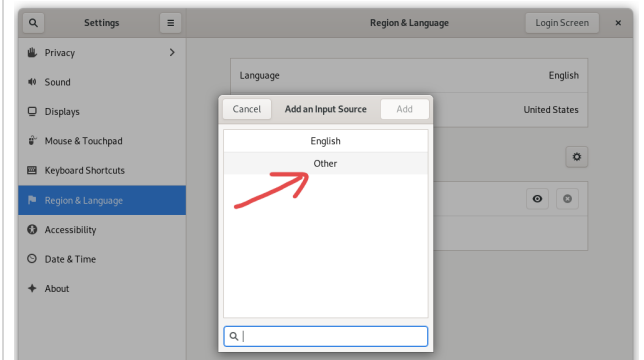 Settings
Region & Language
Login Screen
Privacy
Sound
Displays
Mouse & Touchpad
Keyboard Shortcuts
Region & Language
Accessibility
Date & Time
About
Language
English
United States
Cancel
Add an Input Source
Add
English
Other